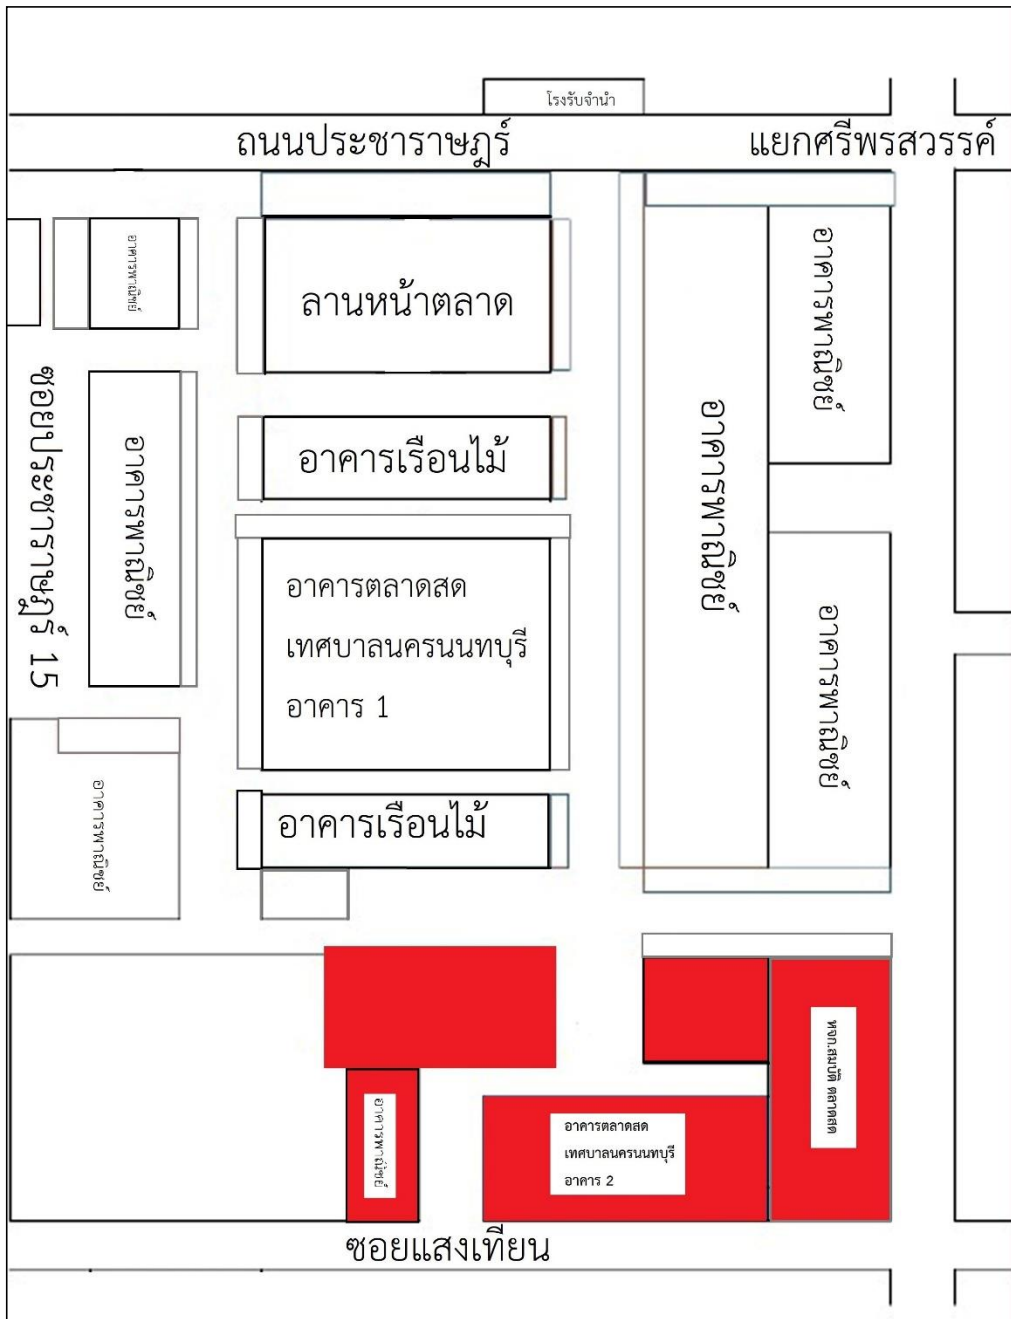 โรงรับจำนำ
ถนนประชาราษฎร์
แยกศรีพรสวรรค์
อาคารพาณิชย์
ลานหน้าตลาด
อาคารพาณิชย์
อาคารพาณิชย์
ซอยประชาราษฎร์ 15
อาคารพาณิชย์
อาคารเรือนไม้
อาคารตลาดสด
เทศบาลนครนนทบุรี
อาคาร 1
อาคารพาณิชย์
อาคารพาณิชย์
อาคารเรือนไม้
หจก.สมบัติ ตลาดสด
อาคารพาณิชย์
อาคารตลาดสด
เทศบาลนครนนทบุรี
อาคาร 2
ซอยแสงเทียน